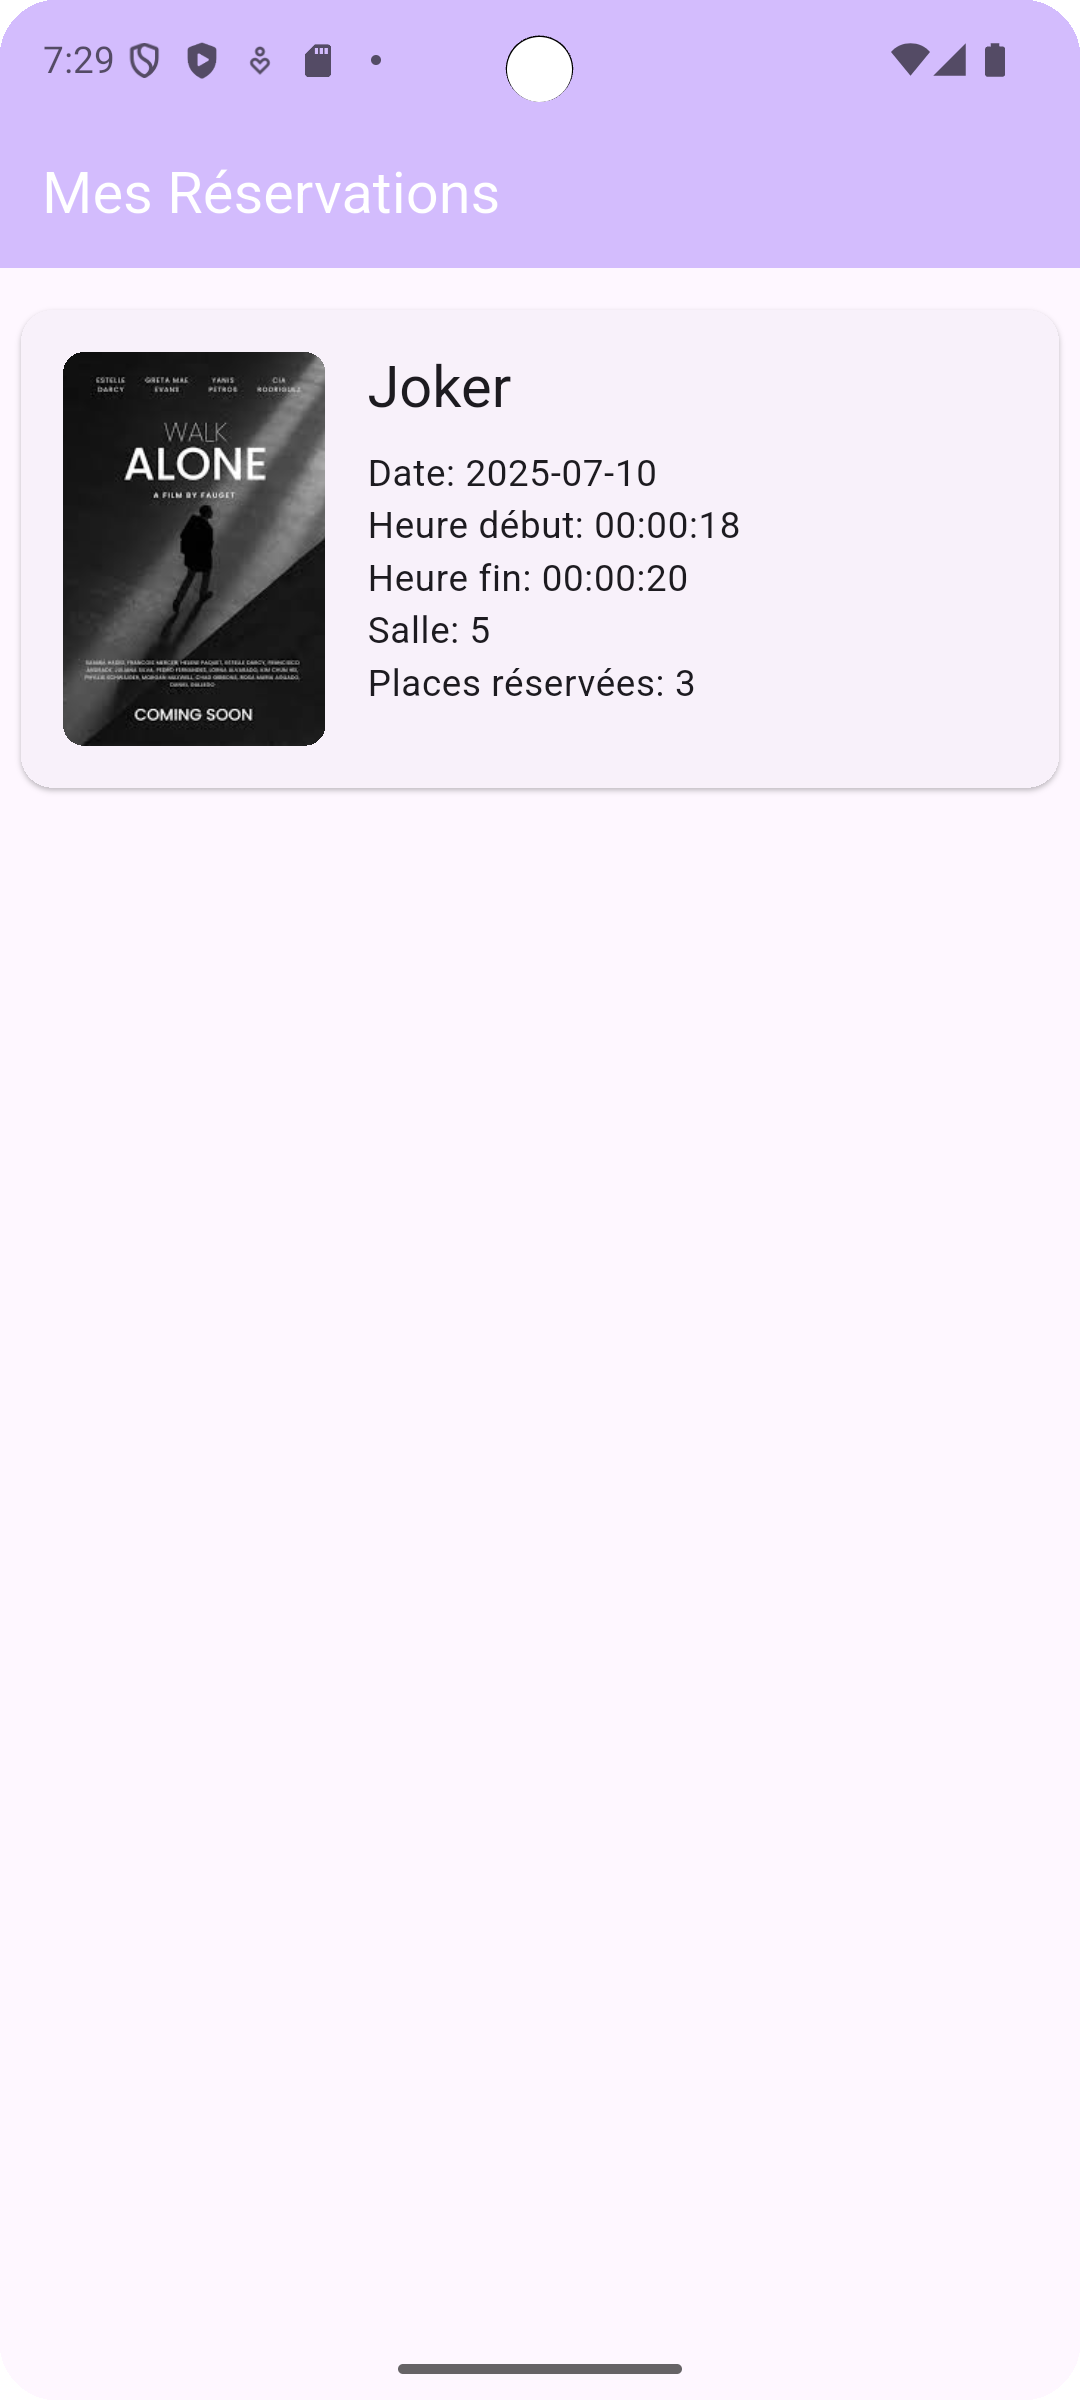 7:29
Mes Réservations
ESTELLE DARCY
GRETA MAE EVANS
YANIS PETROS
CIA RODRIGUEZ
WALK
ALONE
A FILM BY FAUGET
COMING SOON
Joker
Date: 2025-07-10
Heure début: 00:00:18
Heure fin: 00:00:20
Salle: 5
Places réservées: 3